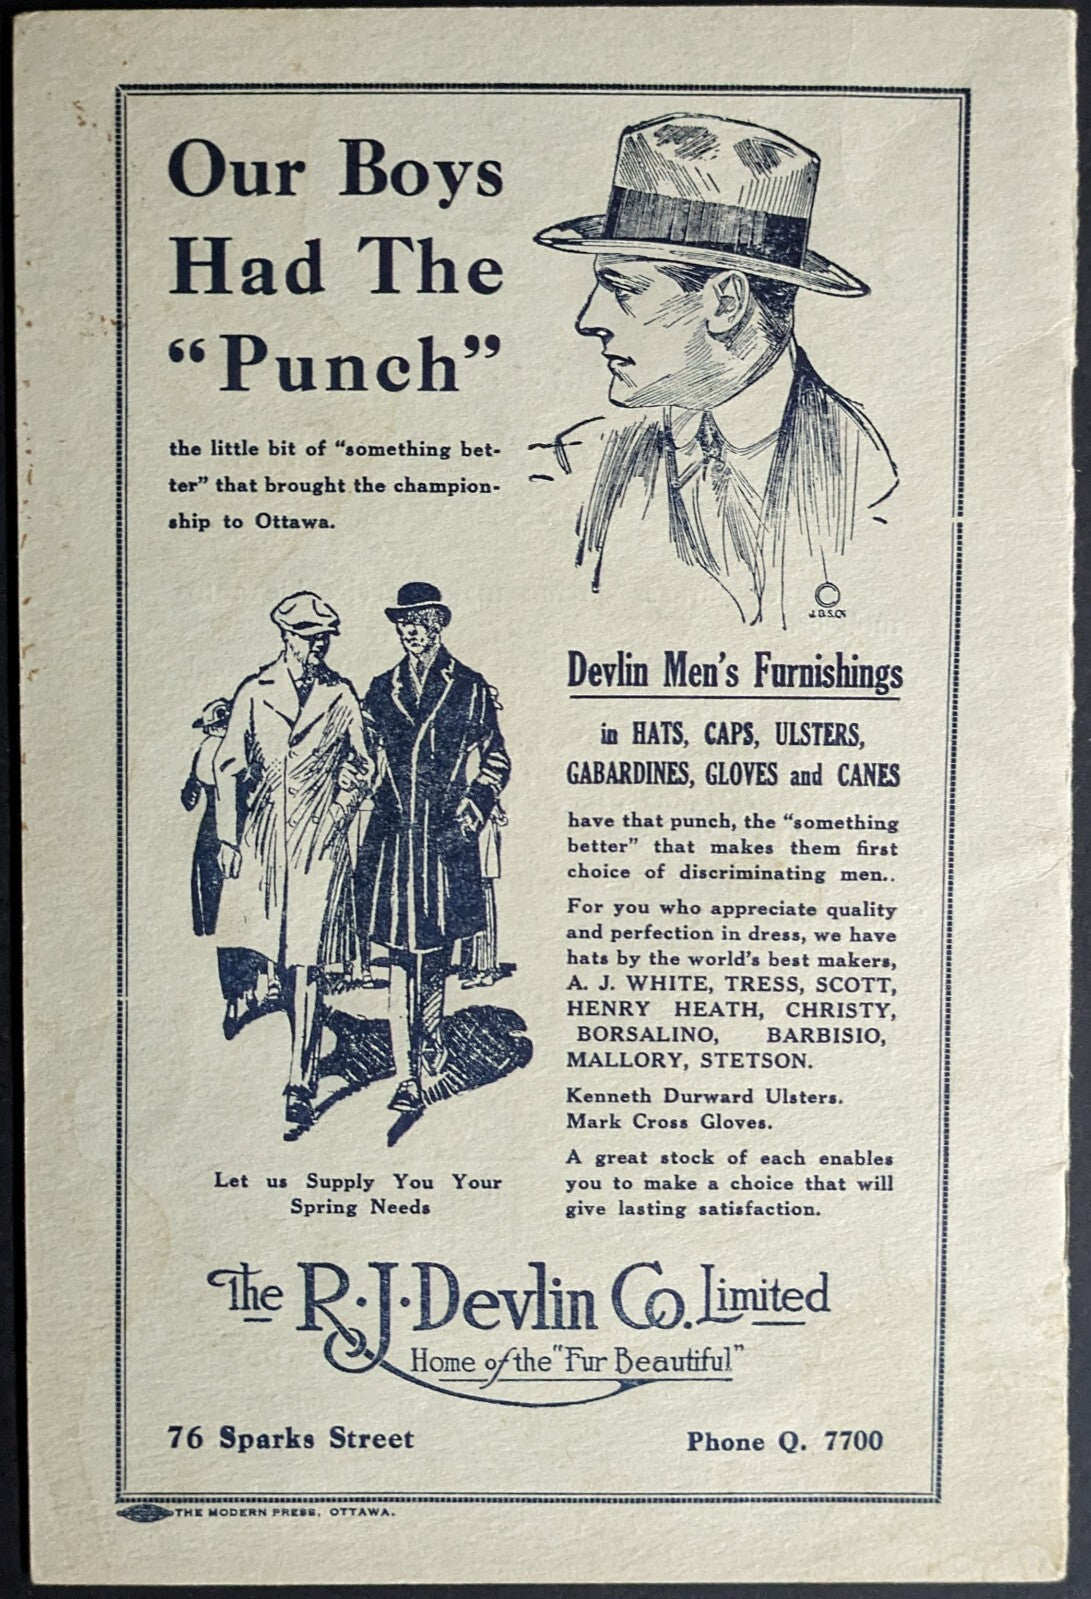 Our Boys
Had The
“Punch”
the little bit of “something bet-
ter” that brought the champion-
ship to Ottawa.
J.B.S.Co.
Devlin Men's Furnishings
in HATS, CAPS, ULSTERS,
GABARDINES, GLOVES and CANES
have that punch, the “something
better” that makes them first
choice of discriminating men..
For you who appreciate quality
and perfection in dress, we have
hats by the world's best makers,
A. J. WHITE, TRESS, SCOTT,
HENRY HEATH, CHRISTY,
BORSALINO, BARBISIO,
MALLORY, STETSON.
Kenneth Durward Ulsters.
Mark Cross Gloves.
A great stock of each enables
you to make a choice that will
give lasting satisfaction.
Let us Supply You Your
Spring Needs
The R.J. Devlin Co. Limited
Home of the "Fur Beautiful"
76 Sparks Street
Phone Q. 7700
THE MODERN PRESS, OTTAWA.